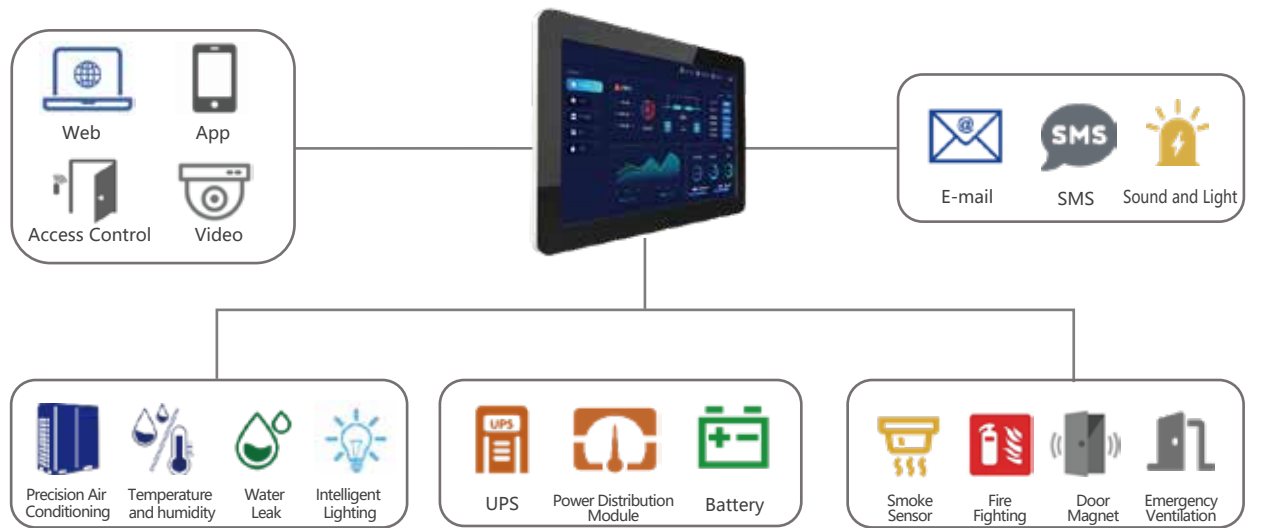 Web
App
Access Control
Video
@
E-mail
SMS
SMS
Sound and Light
Precision Air
Conditioning
Temperature
and humidity
Water
Leak
Intelligent
Lighting
UPS
UPS
Power Distribution
Module
Battery
Smoke
Sensor
Fire
Fighting
Door
Magnet
Emergency
Ventilation